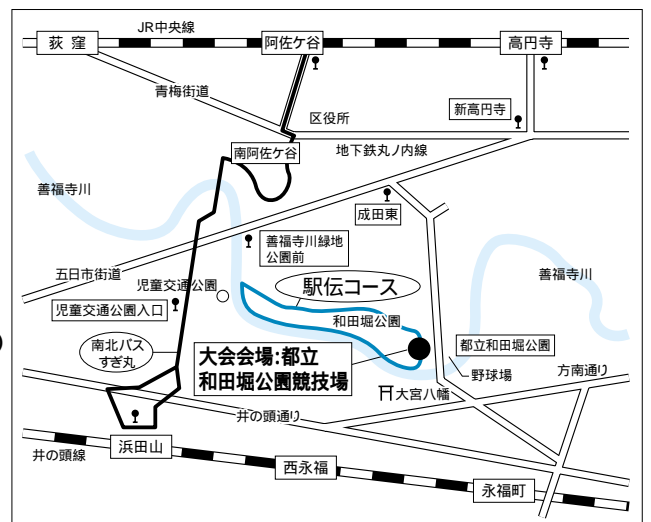 JR中央線
荻窪
阿佐ケ谷
高円寺
青梅街道
区役所
新高円寺
南阿佐ケ谷
地下鉄丸ノ内線
善福寺川
成田東
善福寺川緑地
公園前
五日市街道
児童交通公園
駅伝コース
善福寺川
児童交通公園入口
和田堀公園
南北バス
すぎ丸
大会会場:都立
和田堀公園競技場
都立和田堀公園
野球場
方南通り
大宮八幡
井の頭通り
井の頭線
浜田山
西永福
永福町